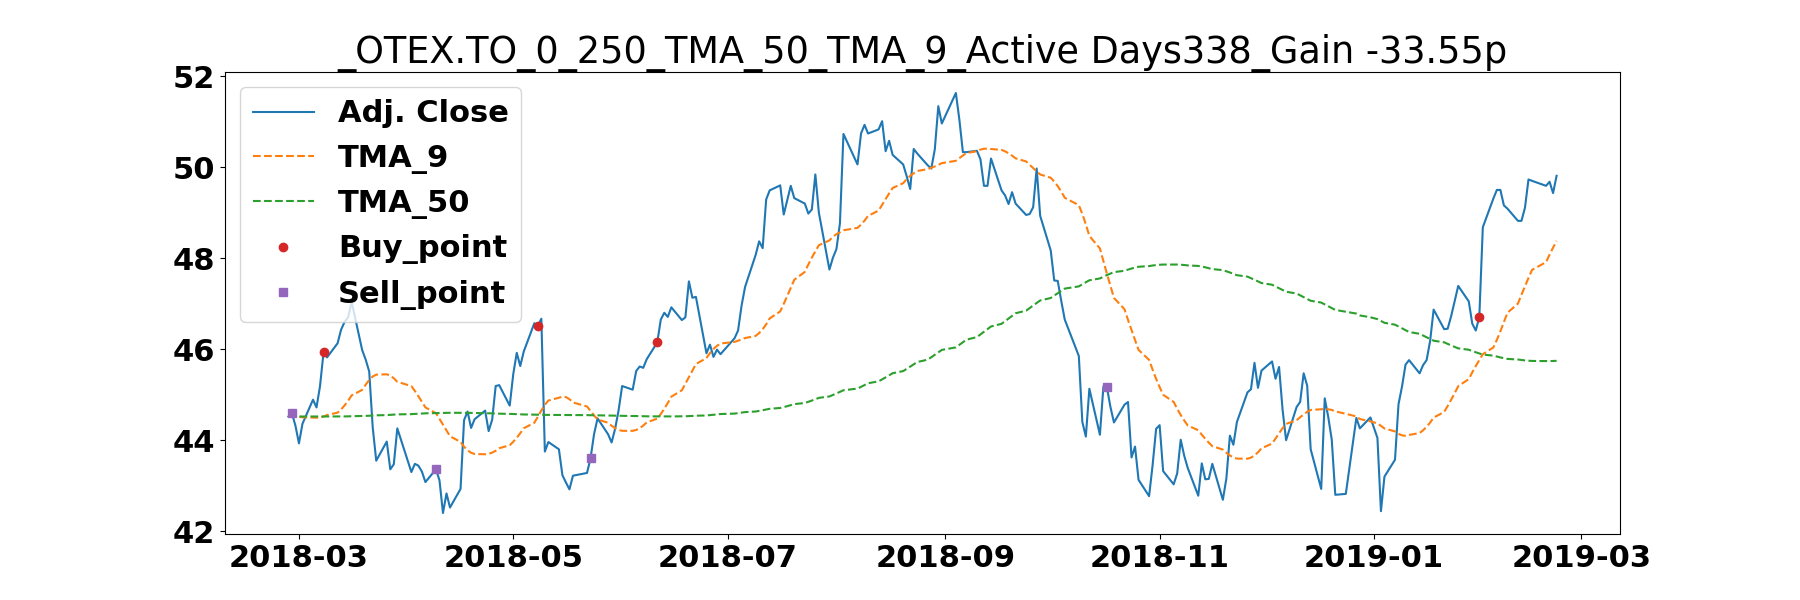 _OTEX.TO_0_250_TMA_50_TMA_9_Active Days338_Gain -33.55p
52
50
48
46
44
42
Adj. Close
TMA_9
TMA_50
Buy_point
Sell_point
2018-03 2018-05 2018-07 2018-09 2018-11 2019-01 2019-03